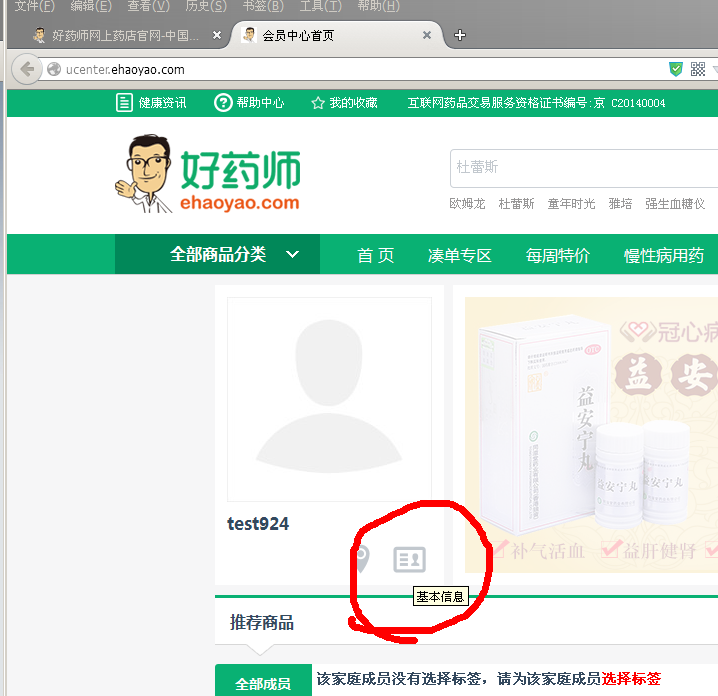 文件(F) 编辑(E) 查看(V) 历史(S) 书签(B) 工具(T) 帮助(H)
好药师网上药店官网-中国... × 会员中心首页 × +
ucenter.ehaoyao.com
健康资讯 帮助中心 我的收藏 互联网药品交易服务资格证书编号:京 C20140004
好药师
ehaoyao.com
杜蕾斯
欧姆龙 杜蕾斯 童年时光 雅培 强生血糖仪
全部商品分类 首 页 凑单专区 每周特价 慢性病用药
冠心病
益安
OTC
益安宁丸
益安宁丸
益安宁丸
补气活血 益肝健肾
test924
基本信息
推荐商品
全部成员 该家庭成员没有选择标签，请为该家庭成员选择标签